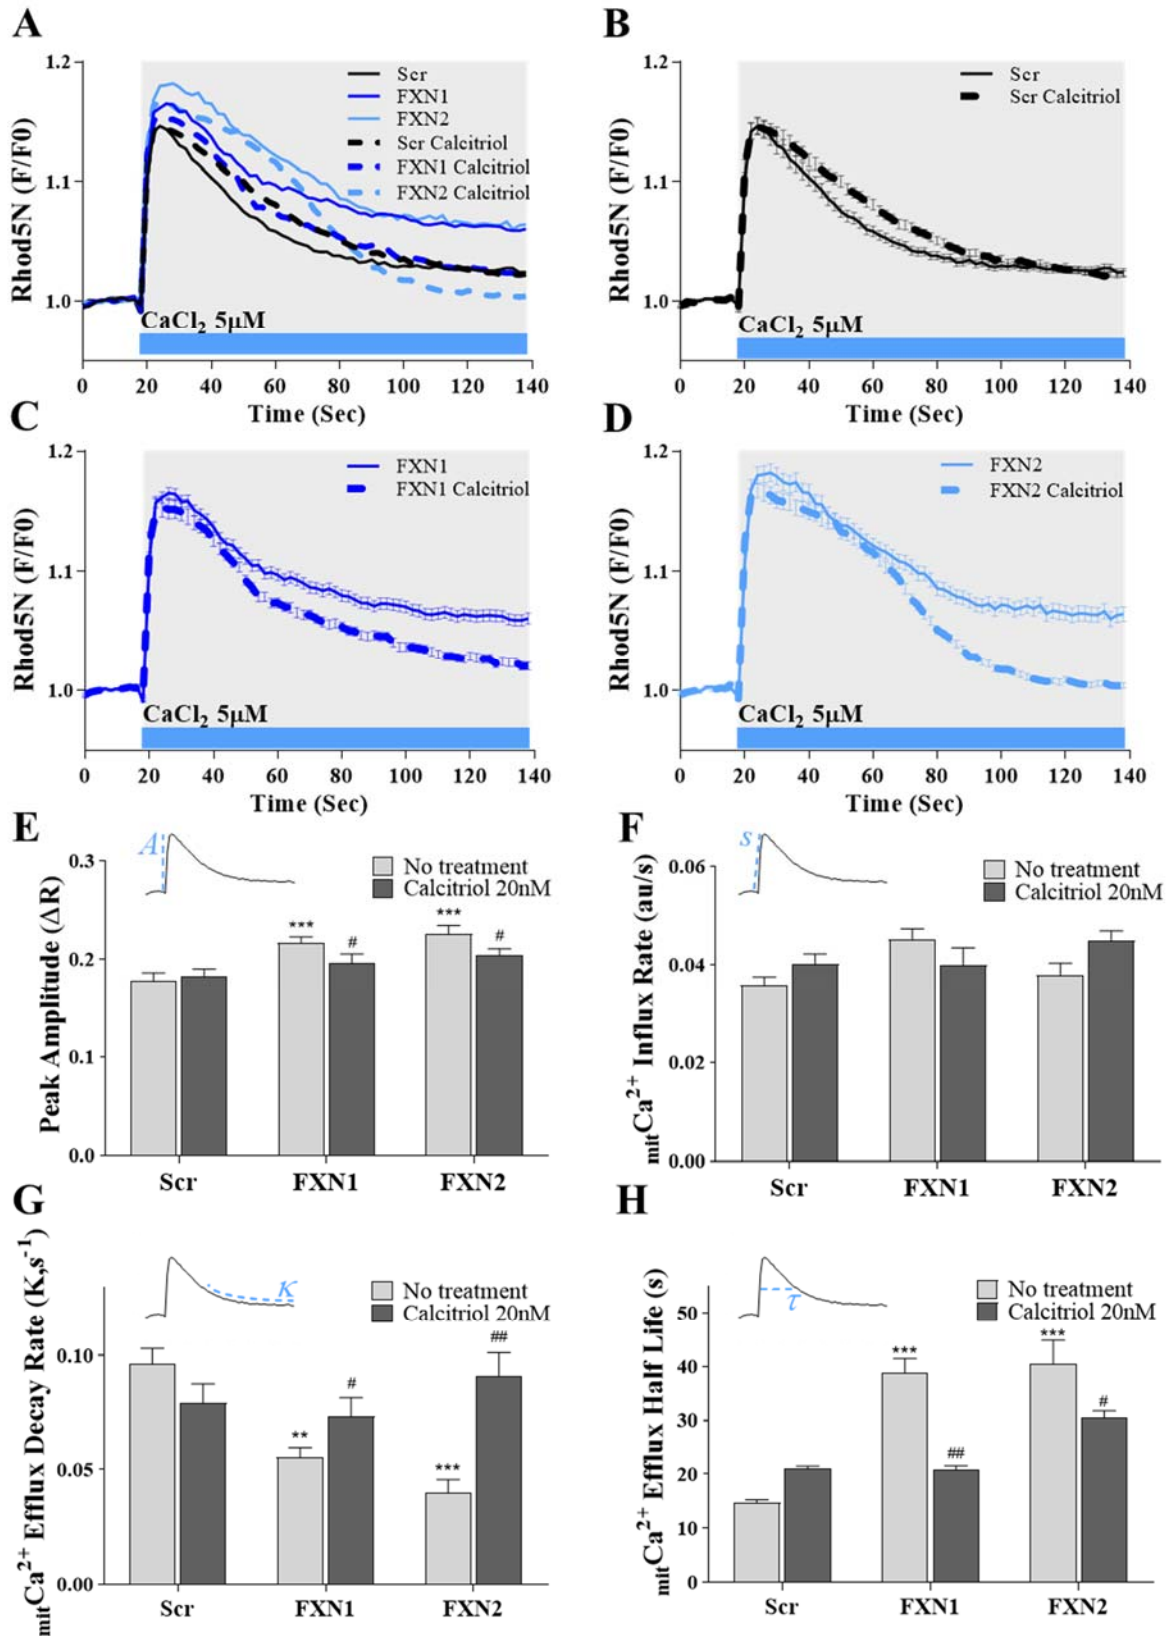 A
Rhod5N (F/F0)
1.2
1.1
1.0
Scr
FXN1
FXN2
Scr Calcitriol
FXN1 Calcitriol
FXN2 Calcitriol
CaCl₂ 5μM
0 20 40 60 80 100 120 140
Time (Sec)
B
Rhod5N (F/F0)
1.2
1.1
1.0
Scr
Scr Calcitriol
CaCl₂ 5μM
0 20 40 60 80 100 120 140
Time (Sec)
C
Rhod5N (F/F0)
1.2
1.1
1.0
FXN1
FXN1 Calcitriol
CaCl₂ 5μM
0 20 40 60 80 100 120 140
Time (Sec)
D
Rhod5N (F/F0)
1.2
1.1
1.0
FXN2
FXN2 Calcitriol
CaCl₂ 5μM
0 20 40 60 80 100 120 140
Time (Sec)
E
Peak Amplitude (ΔR)
0.3
0.2
0.1
0.0
A
No treatment
Calcitriol 20nM
*** # *** #
Scr FXN1 FXN2
F
mitCa²⁺ Influx Rate (au/s)
0.06
0.04
0.02
0.00
s
No treatment
Calcitriol 20nM
Scr FXN1 FXN2
G
mitCa²⁺ Efflux Decay Rate (K,s⁻¹)
0.10
0.05
0.00
K
No treatment
Calcitriol 20nM
** # *** ##
Scr FXN1 FXN2
H
mitCa²⁺ Efflux Half Life (s)
50
40
30
20
10
0
τ
No treatment
Calcitriol 20nM
*** ## *** #
Scr FXN1 FXN2